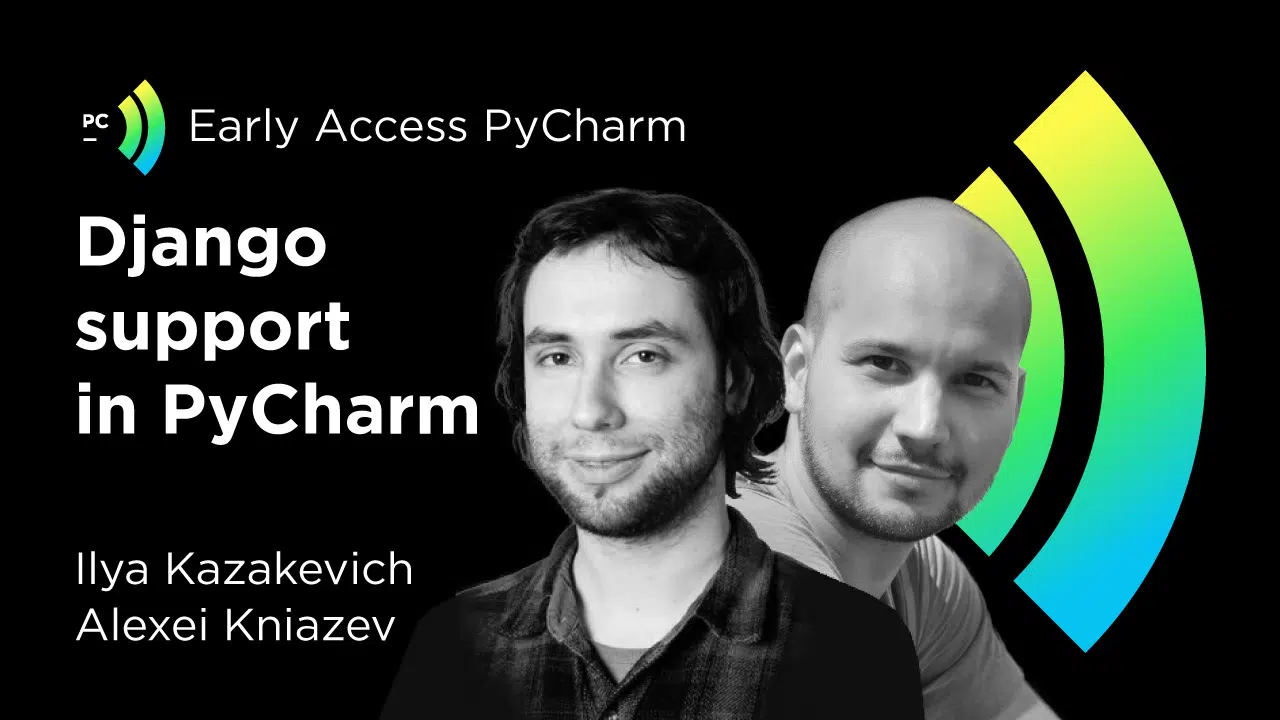 PC
Early Access PyCharm
Django
support
in PyCharm
Ilya Kazakevich
Alexei Kniazev